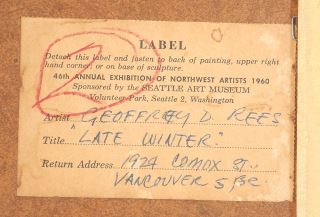 LABEL
Detach this label and fasten to back of painting, upper right
hand corner, or on base of sculpture.
46th ANNUAL EXHIBITION OF NORTHWEST ARTISTS 1960
Sponsored by the SEATTLE ART MUSEUM
Volunteer Park, Seattle 2, Washington
Artist GEOFFREY D. REES
Title "LATE WINTER"
Return Address 1924 COMOX ST.
VANCOUVER 5 BC.